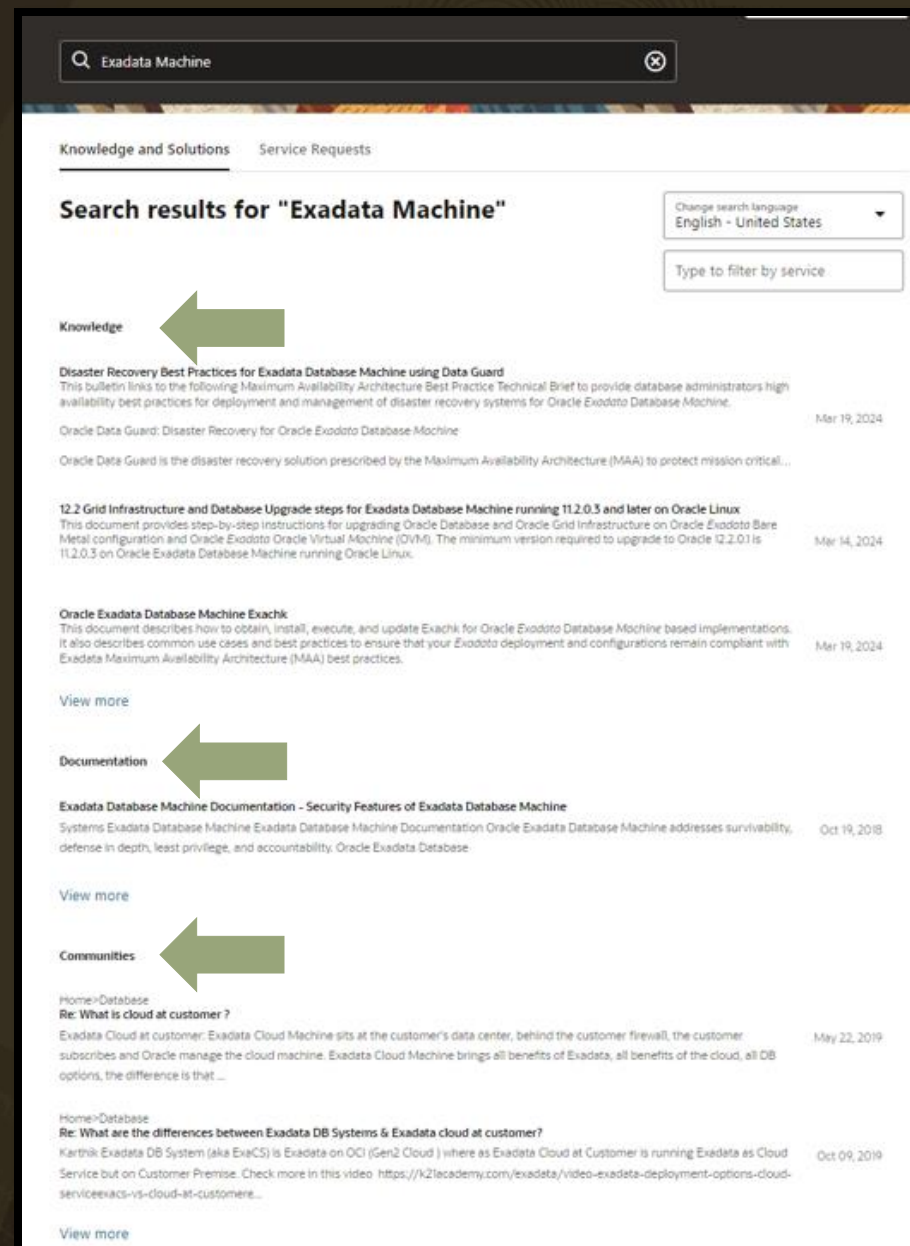 Exadata Machine
Knowledge and Solutions
Service Requests
Search results for "Exadata Machine"
Change search language
English - United States
Type to filter by service
Knowledge
Disaster Recovery Best Practices for Exadata Database Machine using Data Guard
This bulletin links to the following Maximum Availability Architecture Best Practice Technical Brief to provide database administrators high
availability best practices for deployment and management of disaster recovery systems for Oracle Exadata Database Machine.
Mar 19, 2024
Oracle Data Guard: Disaster Recovery for Oracle Exadata Database Machine
Oracle Data Guard is the disaster recovery solution prescribed by the Maximum Availability Architecture (MAA) to protect mission critical...
12.2 Grid Infrastructure and Database Upgrade steps for Exadata Database Machine running 11.2.0.3 and later on Oracle Linux
This document provides step-by-step instructions for upgrading Oracle Database and Oracle Grid Infrastructure on Oracle Exadata Bare
Metal configuration and Oracle Exadata Oracle Virtual Machine (OVM). The minimum version required to upgrade to Oracle 12.2.0.1 is
11.2.0.3 on Oracle Exadata Database Machine running Oracle Linux.
Mar 14, 2024
Oracle Exadata Database Machine Exachk
This document describes how to obtain, install, execute, and update Exachk for Oracle Exadata Database Machine based implementations.
It also describes common use cases and best practices to ensure that your Exadata deployment and configurations remain compliant with
Exadata Maximum Availability Architecture (MAA) best practices.
Mar 19, 2024
View more
Documentation
Exadata Database Machine Documentation - Security Features of Exadata Database Machine
Systems Exadata Database Machine Exadata Database Machine Documentation Oracle Exadata Database Machine addresses survivability,
defense in depth, least privilege, and accountability. Oracle Exadata Database
Oct 19, 2018
View more
Communities
Home>Database
Re: What is cloud at customer ?
Exadata Cloud at customer: Exadata Cloud Machine sits at the customer's data center, behind the customer firewall, the customer
subscribes and Oracle manage the cloud machine. Exadata Cloud Machine brings all benefits of Exadata, all benefits of the cloud, all DB
options, the difference is that ...
May 22, 2019
Home>Database
Re: What are the differences between Exadata DB Systems & Exadata cloud at customer?
Karthik Exadata DB System (aka ExaCS) is Exadata on OCI (Gen2 Cloud ) where as Exadata Cloud at Customer is running Exadata as Cloud
Service but on Customer Premise. Check more in this video https://k21academy.com/exadata/video-exadata-deployment-options-cloud-
serviceexacs-vs-cloud-at-customere...
Oct 09, 2019
View more